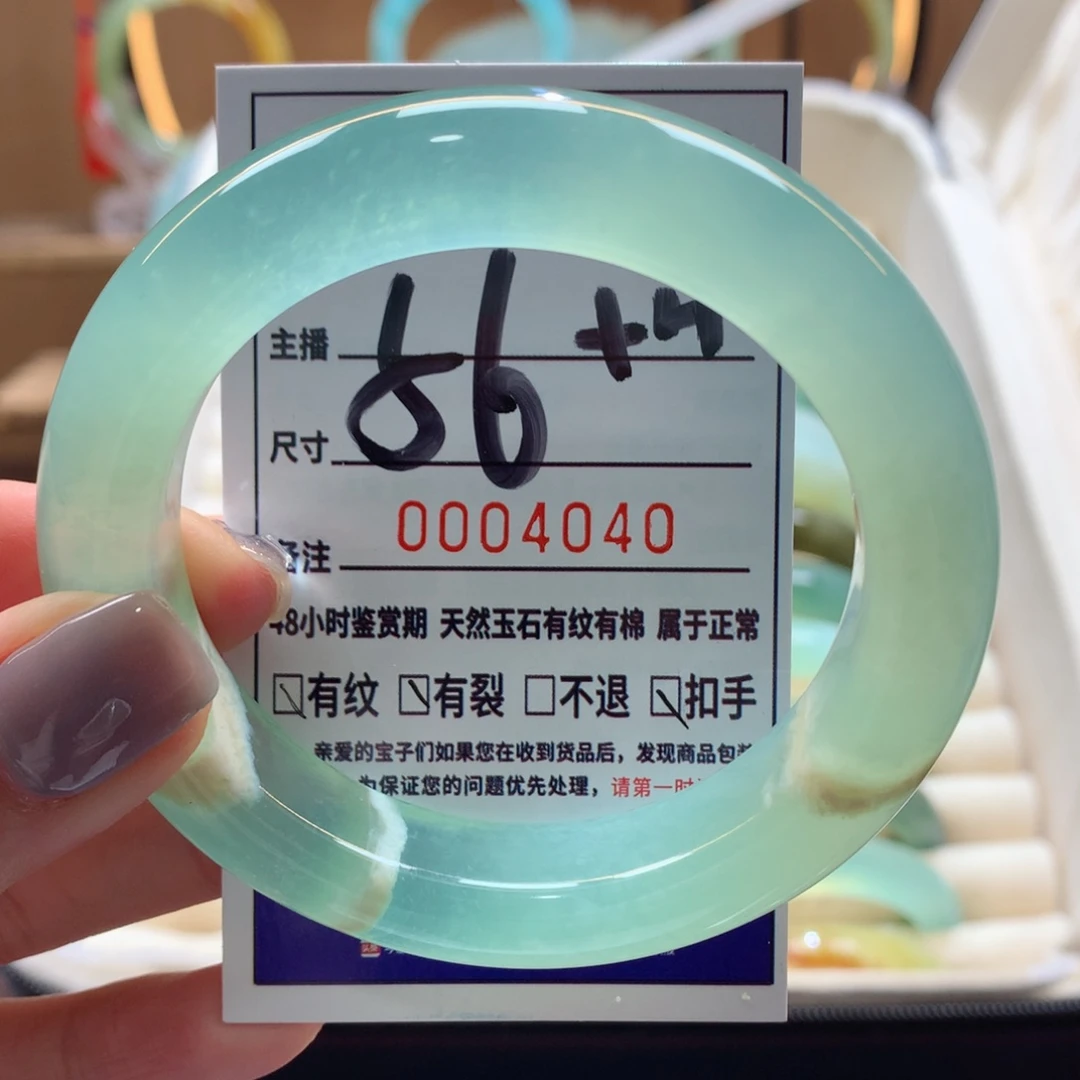 主播
56+4
尺寸
0004040
备注
48小时鉴赏期 天然玉石有纹有棉 属于正常
有纹 有裂 不退 扣手
亲爱的宝子们如果您在收到货品后，发现商品包装
为保证您的问题优先处理，请第一时